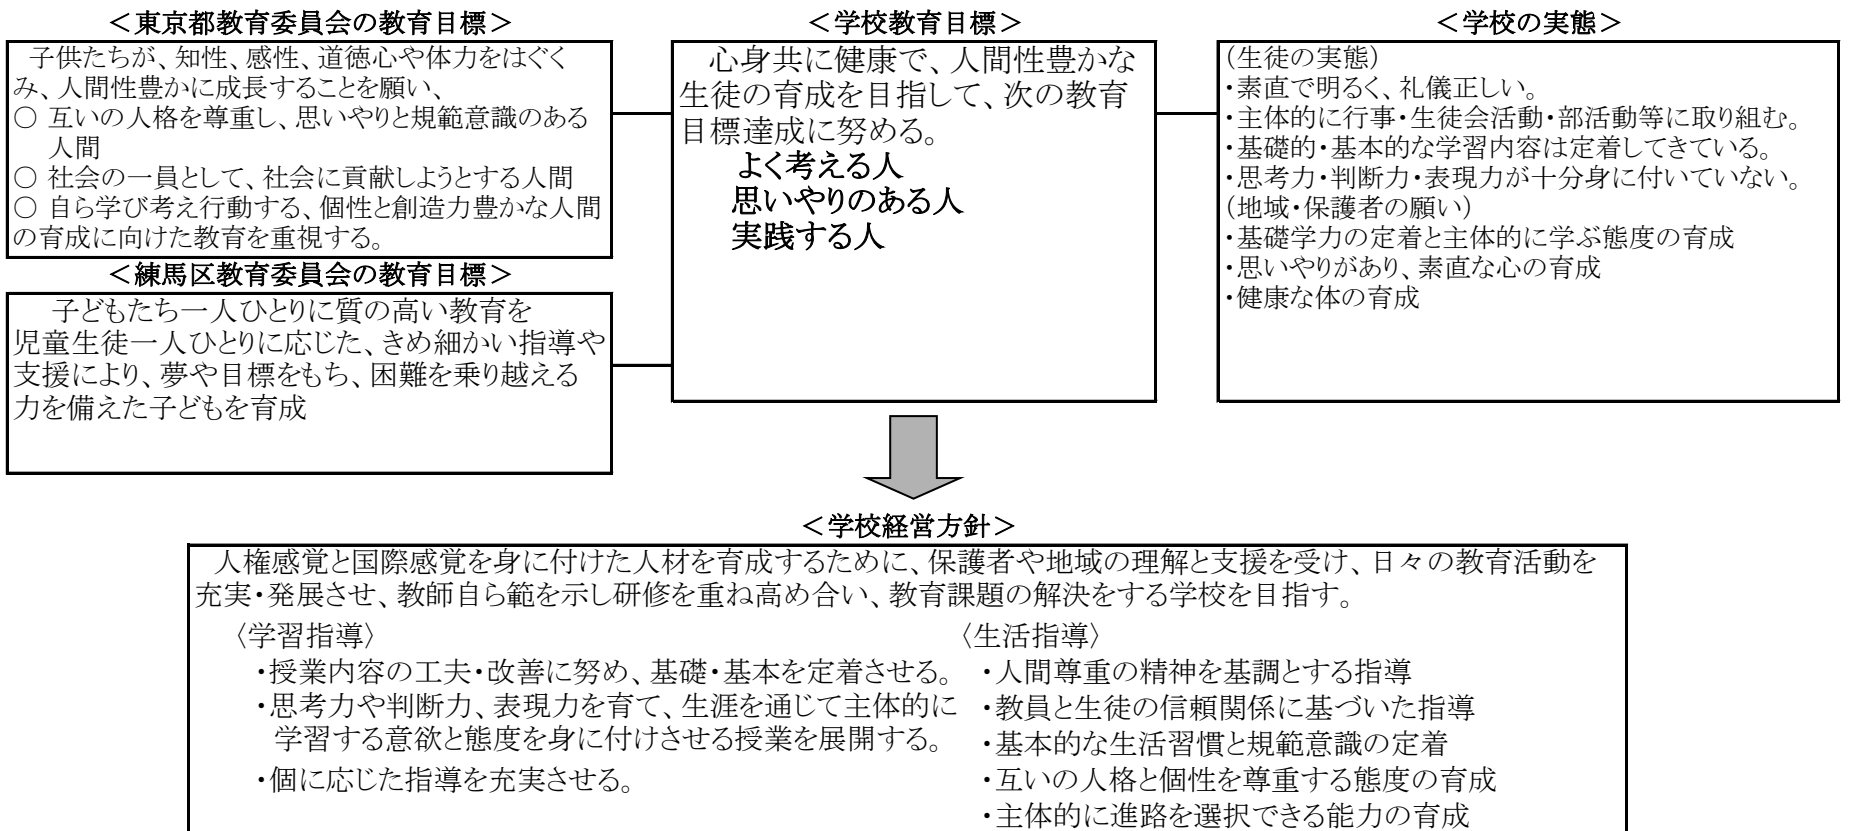 ＜東京都教育委員会の教育目標＞
子供たちが、知性、感性、道徳心や体力をはぐく
み、人間性豊かに成長することを願い、
○ 互いの人格を尊重し、思いやりと規範意識のある
人間
○ 社会の一員として、社会に貢献しようとする人間
○ 自ら学び考え行動する、個性と創造力豊かな人間
の育成に向けた教育を重視する。
＜練馬区教育委員会の教育目標＞
子どもたち一人ひとりに質の高い教育を
児童生徒一人ひとりに応じた、きめ細かい指導や
支援により、夢や目標をもち、困難を乗り越える
力を備えた子どもを育成
＜学校教育目標＞
心身共に健康で、人間性豊かな
生徒の育成を目指して、次の教育
目標達成に努める。
よく考える人
思いやりのある人
実践する人
＜学校の実態＞
（生徒の実態）
・素直で明るく、礼儀正しい。
・主体的に行事・生徒会活動・部活動等に取り組む。
・基礎的・基本的な学習内容は定着してきている。
・思考力・判断力・表現力が十分身に付いていない。
（地域・保護者の願い）
・基礎学力の定着と主体的に学ぶ態度の育成
・思いやりがあり、素直な心の育成
・健康な体の育成
＜学校経営方針＞
人権感覚と国際感覚を身に付けた人材を育成するために、保護者や地域の理解と支援を受け、日々の教育活動を
充実・発展させ、教師自ら範を示し研修を重ね高め合い、教育課題の解決をする学校を目指す。
〈学習指導〉
・授業内容の工夫・改善に努め、基礎・基本を定着させる。
・思考力や判断力、表現力を育て、生涯を通じて主体的に
学習する意欲と態度を身に付けさせる授業を展開する。
・個に応じた指導を充実させる。
〈生活指導〉
・人間尊重の精神を基調とする指導
・教員と生徒の信頼関係に基づいた指導
・基本的な生活習慣と規範意識の定着
・互いの人格と個性を尊重する態度の育成
・主体的に進路を選択できる能力の育成